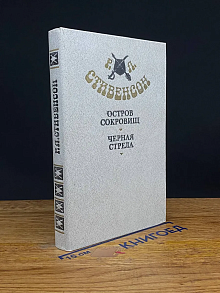 Р. Л.
СТИВЕНСОН
ОСТРОВ
СОКРОВИЩ
ЧЕРНАЯ
СТРЕЛА
Р.Л.СТИВЕНСОН
15 см
КНИГОЕД